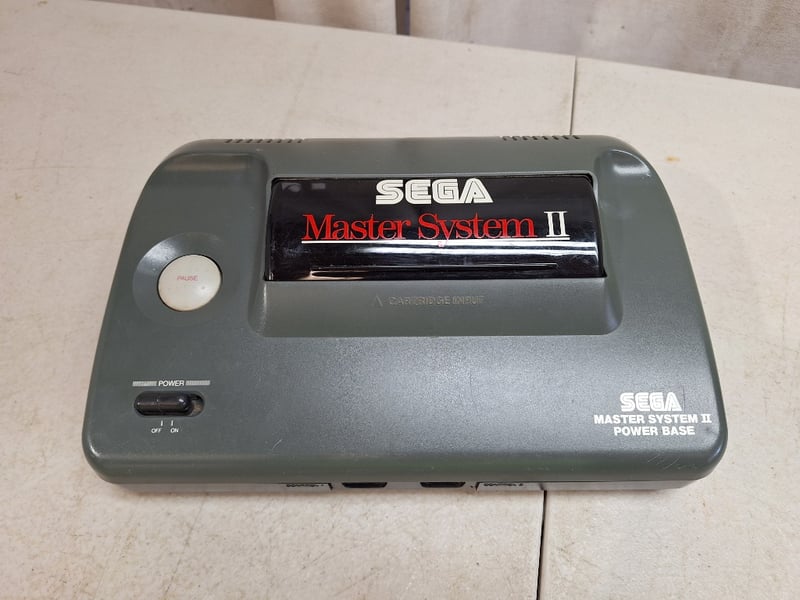 SEGA
Master System II
PAUSE
CARTRIDGE INPUT
POWER
OFF ON
SEGA
MASTER SYSTEM II
POWER BASE